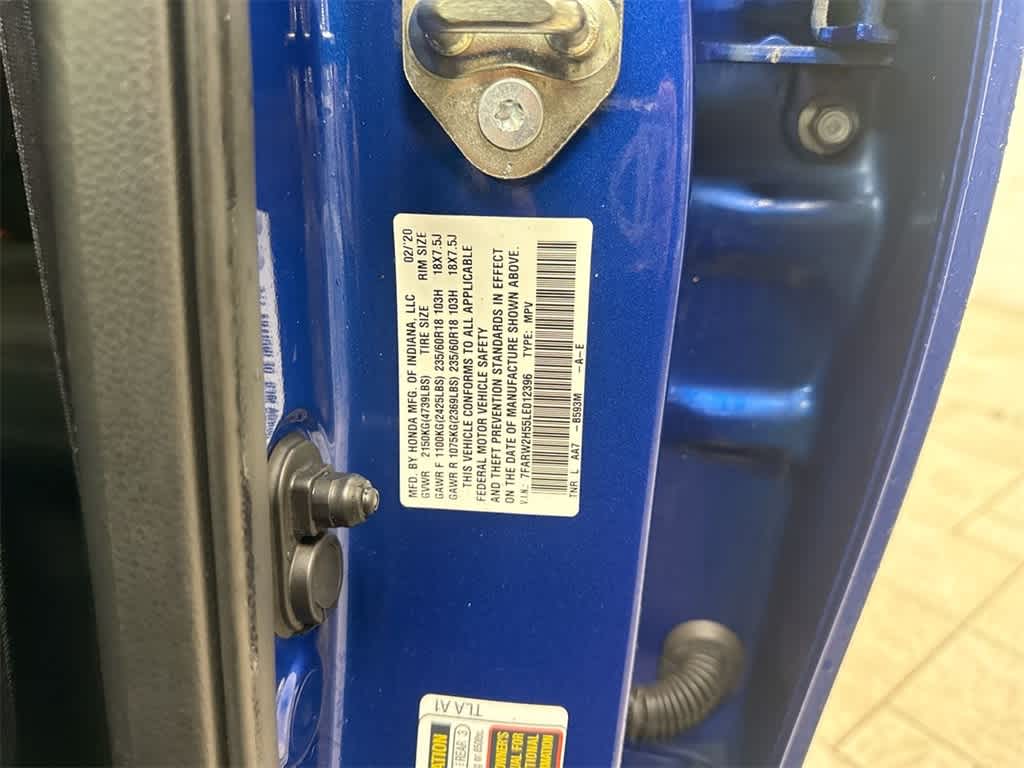 MFD. BY HONDA MFG. OF INDIANA, LLC 02/'20
GVWR 2150KG(4739LBS) TIRE SIZE RIM SIZE
GAWR F 1100KG(2425LBS) 235/60R18 103H 18X7.5J
GAWR R 1075KG(2369LBS) 235/60R18 103H 18X7.5J
THIS VEHICLE CONFORMS TO ALL APPLICABLE
FEDERAL MOTOR VEHICLE SAFETY
AND THEFT PREVENTION STANDARDS IN EFFECT
ON THE DATE OF MANUFACTURE SHOWN ABOVE.
V.I.N.: 7FARW2H55LE012396 TYPE: MPV
TNR L AA7 -B593M -A-E
TLA A1
REAR 3